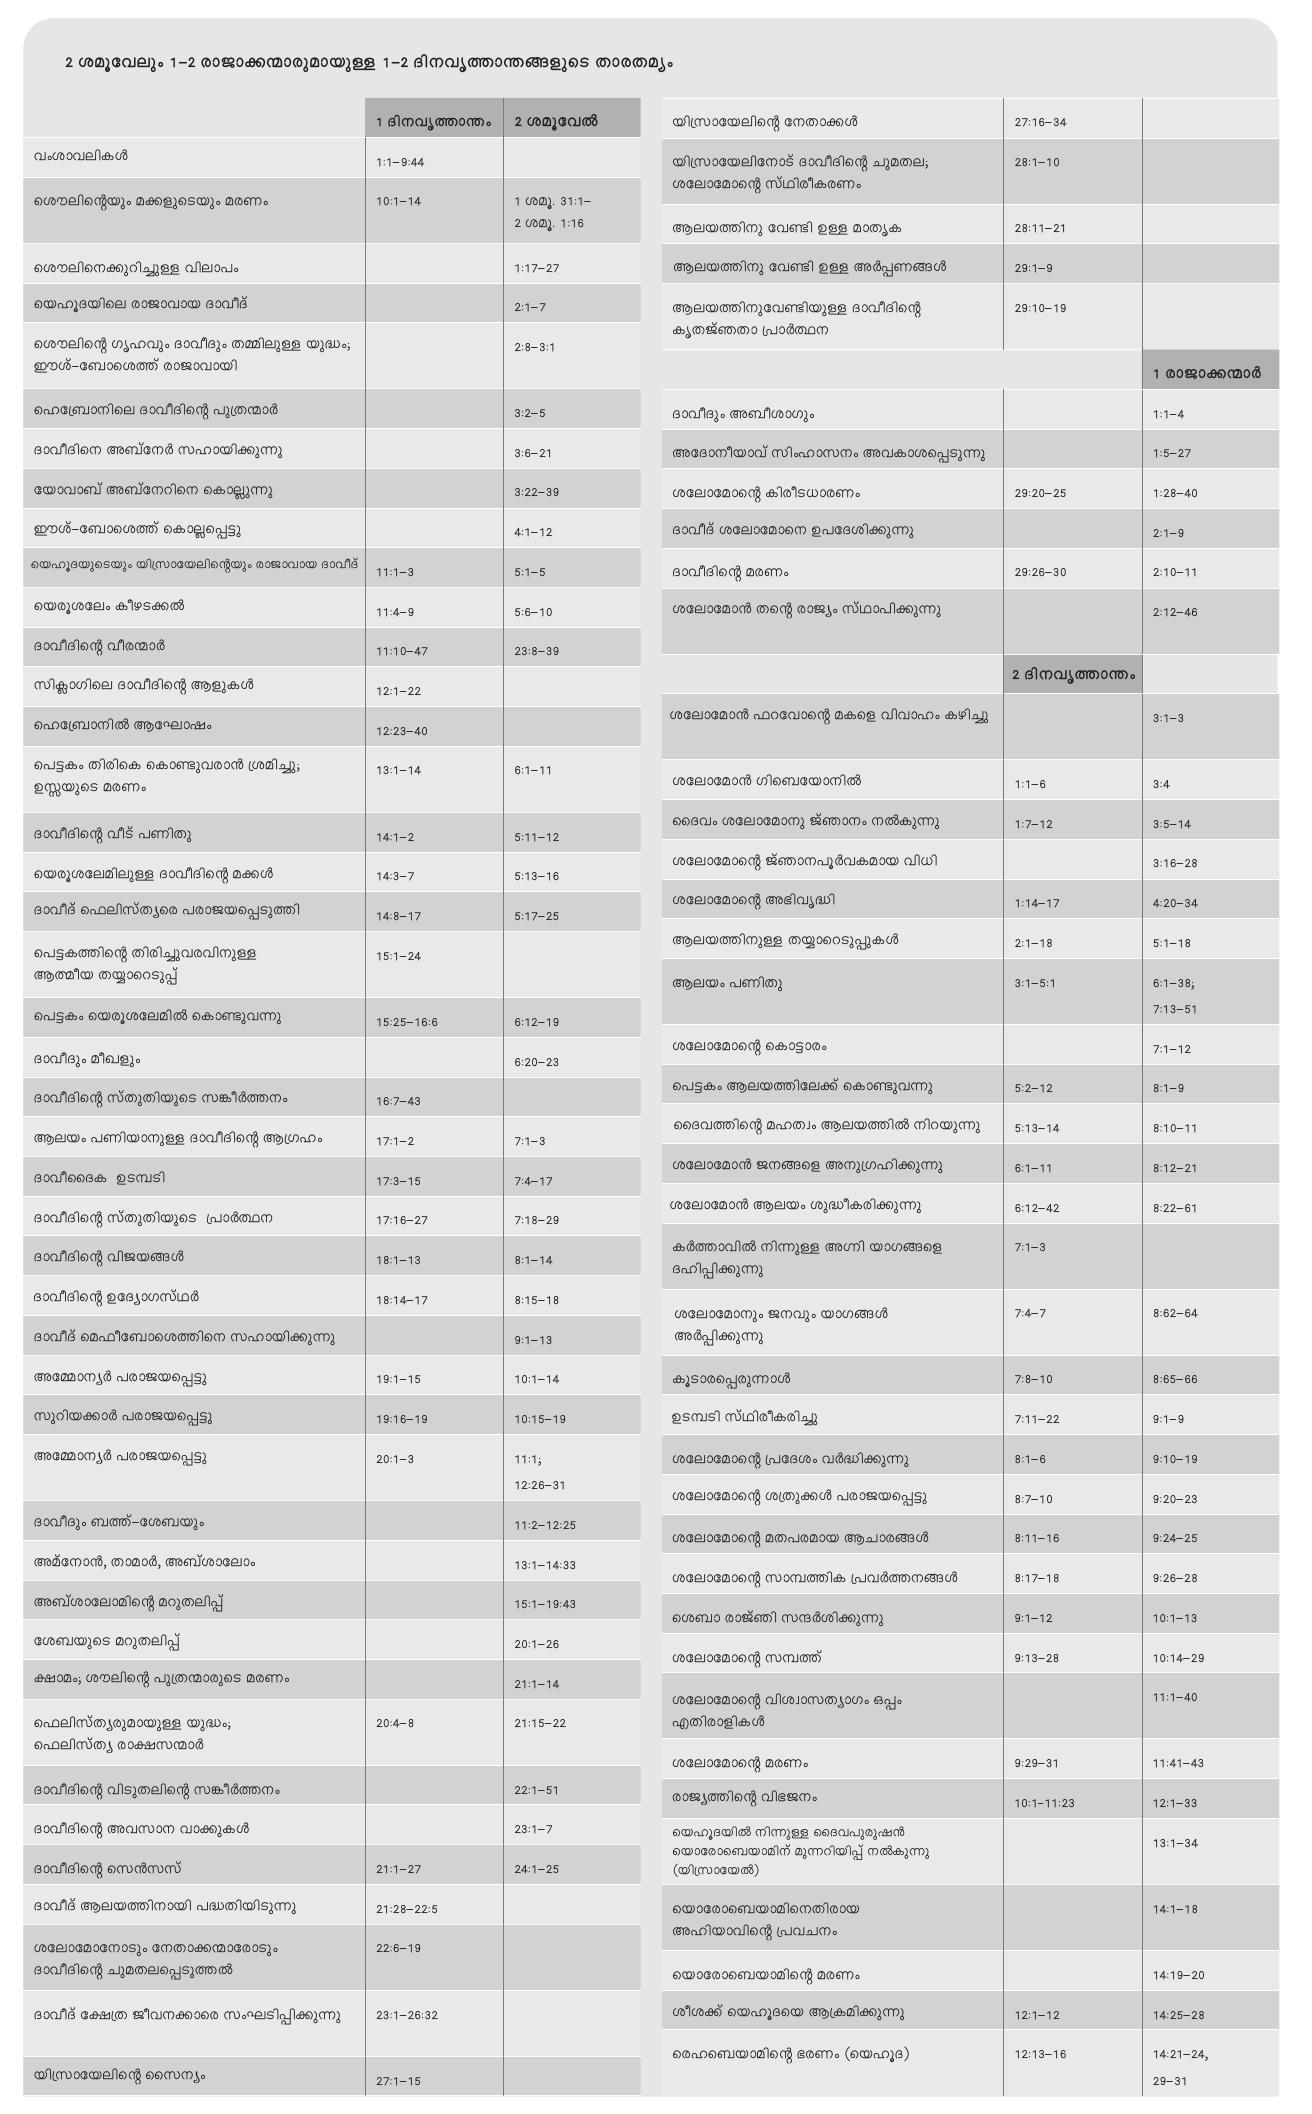 2 ശമൂവേലും 1–2 രാജാക്കന്മാരുമായുള്ള 1–2 ദിനവൃത്താന്തങ്ങളുടെ താരതമ്യം
1 ദിനവൃത്താന്തം 2 ശമൂവേൽ
വംശാവലികൾ 1:1–9:44
ശൌലിന്റെയും മക്കളുടെയും മരണം 10:1–14 1 ശമൂ. 31:1–
2 ശമൂ. 1:16
ശൌലിനെക്കുറിച്ചുള്ള വിലാപം 1:17–27
യെഹൂദയിലെ രാജാവായ ദാവീദ് 2:1–7
ശൌലിന്റെ ഗൃഹവും ദാവീദും തമ്മിലുള്ള യുദ്ധം; 2:8–3:1
ഈശ്–ബോശെത്ത് രാജാവായി
ഹെബ്രോനിലെ ദാവീദിന്റെ പുത്രന്മാർ 3:2–5
ദാവീദിനെ അബ്നേർ സഹായിക്കുന്നു 3:6–21
യോവാബ് അബ്നേറിനെ കൊല്ലുന്നു 3:22–39
ഈശ്–ബോശെത്ത് കൊല്ലപ്പെട്ടു 4:1–12
യെഹൂദയുടെയും യിസ്രായേലിന്റെയും രാജാവായ ദാവീദ് 11:1–3 5:1–5
യെരൂശലേം കീഴടക്കൽ 11:4–9 5:6–10
ദാവീദിന്റെ വീരന്മാർ 11:10–47 23:8–39
സിക്ലാഗിലെ ദാവീദിന്റെ ആളുകൾ 12:1–22
ഹെബ്രോനിൽ ആഘോഷം 12:23–40
പെട്ടകം തിരികെ കൊണ്ടുവരാൻ ശ്രമിച്ചു; 13:1–14 6:1–11
ഉസ്സയുടെ മരണം
ദാവീദിന്റെ വീട് പണിതു 14:1–2 5:11–12
യെരൂശലേമിലുള്ള ദാവീദിന്റെ മക്കൾ 14:3–7 5:13–16
ദാവീദ് ഫെലിസ്ത്യരെ പരാജയപ്പെടുത്തി 14:8–17 5:17–25
പെട്ടകത്തിന്റെ തിരിച്ചുവരവിനുള്ള 15:1–24
ആത്മീയ തയ്യാറെടുപ്പ്
പെട്ടകം യെരൂശലേമിൽ കൊണ്ടുവന്നു 15:25–16:6 6:12–19
ദാവീദും മീഖളും 6:20–23
ദാവീദിന്റെ സ്തുതിയുടെ സങ്കീർത്തനം 16:7–43
ആലയം പണിയാനുള്ള ദാവീദിന്റെ ആഗ്രഹം 17:1–2 7:1–3
ദാവീദൈക ഉടമ്പടി 17:3–15 7:4–17
ദാവീദിന്റെ സ്തുതിയുടെ പ്രാർത്ഥന 17:16–27 7:18–29
ദാവീദിന്റെ വിജയങ്ങൾ 18:1–13 8:1–14
ദാവീദിന്റെ ഉദ്യോഗസ്ഥർ 18:14–17 8:15–18
ദാവീദ് മെഫീബോശെത്തിനെ സഹായിക്കുന്നു 9:1–13
അമ്മോന്യർ പരാജയപ്പെട്ടു 19:1–15 10:1–14
സുറിയക്കാർ പരാജയപ്പെട്ടു 19:16–19 10:15–19
അമ്മോന്യർ പരാജയപ്പെട്ടു 20:1–3 11:1;
12:26–31
ദാവീദും ബത്ത്–ശേബയും 11:2–12:25
അമ്നോൻ, താമാർ, അബ്ശാലോം 13:1–14:33
അബ്ശാലോമിന്റെ മറുതലിപ്പ് 15:1–19:43
ശേബയുടെ മറുതലിപ്പ് 20:1–26
ക്ഷാമം; ശൗലിന്റെ പുത്രന്മാരുടെ മരണം 21:1–14
ഫെലിസ്ത്യരുമായുള്ള യുദ്ധം; 20:4–8 21:15–22
ഫെലിസ്ത്യ രാക്ഷസന്മാർ
ദാവീദിന്റെ വിടുതലിന്റെ സങ്കീർത്തനം 22:1–51
ദാവീദിന്റെ അവസാന വാക്കുകൾ 23:1–7
ദാവീദിന്റെ സെൻസസ് 21:1–27 24:1–25
ദാവീദ് ആലയത്തിനായി പദ്ധതിയിടുന്നു 21:28–22:5
ശലോമോനോടും നേതാക്കന്മാരോടും 22:6–19
ദാവീദിന്റെ ചുമതലപ്പെടുത്തൽ
ദാവീദ് ക്ഷേത്ര ജീവനക്കാരെ സംഘടിപ്പിക്കുന്നു 23:1–26:32
യിസ്രായേലിന്റെ സൈന്യം 27:1–15
യിസ്രായേലിന്റെ നേതാക്കൾ 27:16–34
യിസ്രായേലിനോട് ദാവീദിന്റെ ചുമതല; 28:1–10
ശലോമോന്റെ സ്ഥിരീകരണം
ആലയത്തിനു വേണ്ടി ഉള്ള മാതൃക 28:11–21
ആലയത്തിനു വേണ്ടി ഉള്ള അർപ്പണങ്ങൾ 29:1–9
ആലയത്തിനുവേണ്ടിയുള്ള ദാവീദിന്റെ 29:10–19
കൃതജ്ഞതാ പ്രാർത്ഥന
1 രാജാക്കന്മാർ
ദാവീദും അബീശാഗും 1:1–4
അദോനീയാവ് സിംഹാസനം അവകാശപ്പെടുന്നു 1:5–27
ശലോമോന്റെ കിരീടധാരണം 29:20–25 1:28–40
ദാവീദ് ശലോമോനെ ഉപദേശിക്കുന്നു 2:1–9
ദാവീദിന്റെ മരണം 29:26–30 2:10–11
ശലോമോൻ തന്റെ രാജ്യം സ്ഥാപിക്കുന്നു 2:12–46
2 ദിനവൃത്താന്തം
ശലോമോൻ ഫറവോന്റെ മകളെ വിവാഹം കഴിച്ചു 3:1–3
ശലോമോൻ ഗിബെയോനിൽ 1:1–6 3:4
ദൈവം ശലോമോനു ജ്ഞാനം നൽകുന്നു 1:7–12 3:5–14
ശലോമോന്റെ ജ്ഞാനപൂർവകമായ വിധി 3:16–28
ശലോമോന്റെ അഭിവൃദ്ധി 1:14–17 4:20–34
ആലയത്തിനുള്ള തയ്യാറെടുപ്പുകൾ 2:1–18 5:1–18
ആലയം പണിതു 3:1–5:1 6:1–38;
7:13–51
ശലോമോന്റെ കൊട്ടാരം 7:1–12
പെട്ടകം ആലയത്തിലേക്ക് കൊണ്ടുവന്നു 5:2–12 8:1–9
ദൈവത്തിന്റെ മഹത്വം ആലയത്തിൽ നിറയുന്നു 5:13–14 8:10–11
ശലോമോൻ ജനങ്ങളെ അനുഗ്രഹിക്കുന്നു 6:1–11 8:12–21
ശലോമോൻ ആലയം ശുദ്ധീകരിക്കുന്നു 6:12–42 8:22–61
കർത്താവിൽ നിന്നുള്ള അഗ്നി യാഗങ്ങളെ 7:1–3
ദഹിപ്പിക്കുന്നു
ശലോമോനും ജനവും യാഗങ്ങൾ 7:4–7 8:62–64
അർപ്പിക്കുന്നു
കൂടാരപ്പെരുന്നാൾ 7:8–10 8:65–66
ഉടമ്പടി സ്ഥിരീകരിച്ചു 7:11–22 9:1–9
ശലോമോന്റെ പ്രദേശം വർദ്ധിക്കുന്നു 8:1–6 9:10–19
ശലോമോന്റെ ശത്രുക്കൾ പരാജയപ്പെട്ടു 8:7–10 9:20–23
ശലോമോന്റെ മതപരമായ ആചാരങ്ങൾ 8:11–16 9:24–25
ശലോമോന്റെ സാമ്പത്തിക പ്രവർത്തനങ്ങൾ 8:17–18 9:26–28
ശെബാ രാജ്ഞി സന്ദർശിക്കുന്നു 9:1–12 10:1–13
ശലോമോന്റെ സമ്പത്ത് 9:13–28 10:14–29
ശലോമോന്റെ വിശ്വാസത്യാഗം ഒപ്പം 11:1–40
എതിരാളികൾ
ശലോമോന്റെ മരണം 9:29–31 11:41–43
രാജ്യത്തിന്റെ വിഭജനം 10:1–11:23 12:1–33
യെഹൂദയിൽ നിന്നുള്ള ദൈവപുരുഷൻ 13:1–34
യൊരോബെയാമിന് മുന്നറിയിപ്പ് നൽകുന്നു
(യിസ്രായേൽ)
യൊരോബെയാമിനെതിരായ 14:1–18
അഹിയാവിന്റെ പ്രവചനം
യൊരോബെയാമിന്റെ മരണം 14:19–20
ശീശക്ക് യെഹൂദയെ ആക്രമിക്കുന്നു 12:1–12 14:25–28
രെഹബെയാമിന്റെ ഭരണം (യെഹൂദ) 12:13–16 14:21–24,
29–31